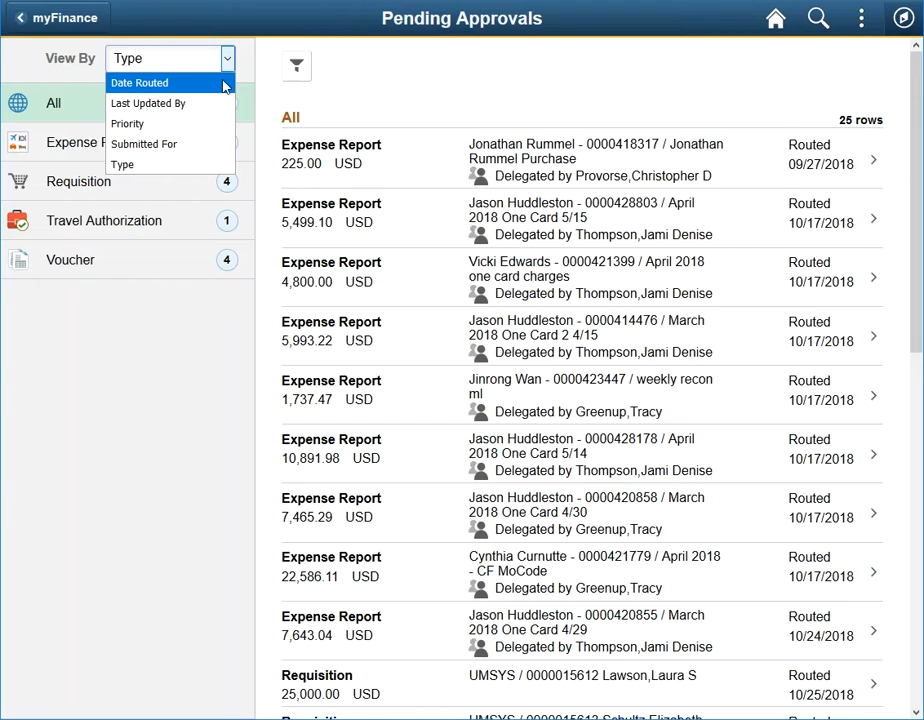 myFinance
Pending Approvals
View By
Type
Date Routed
Last Updated By
Priority
Submitted For
Type
All
Expense R
Requisition
4
Travel Authorization
1
Voucher
4
All
25 rows
Expense Report
225.00 USD
Jonathan Rummel - 0000418317 / Jonathan
Rummel Purchase
Delegated by Provorse,Christopher D
Routed
09/27/2018
Expense Report
5,499.10 USD
Jason Huddleston - 0000428803 / April
2018 One Card 5/15
Delegated by Thompson,Jami Denise
Routed
10/17/2018
Expense Report
4,800.00 USD
Vicki Edwards - 0000421399 / April 2018
one card charges
Delegated by Thompson,Jami Denise
Routed
10/17/2018
Expense Report
5,993.22 USD
Jason Huddleston - 0000414476 / March
2018 One Card 2 4/15
Delegated by Thompson,Jami Denise
Routed
10/17/2018
Expense Report
1,737.47 USD
Jinrong Wan - 0000423447 / weekly recon
ml
Delegated by Greenup,Tracy
Routed
10/17/2018
Expense Report
10,891.98 USD
Jason Huddleston - 0000428178 / April
2018 One Card 5/14
Delegated by Thompson,Jami Denise
Routed
10/17/2018
Expense Report
7,465.29 USD
Jason Huddleston - 0000420858 / March
2018 One Card 4/30
Delegated by Greenup,Tracy
Routed
10/17/2018
Expense Report
22,586.11 USD
Cynthia Curnutte - 0000421779 / April 2018
- CF MoCode
Delegated by Greenup,Tracy
Routed
10/17/2018
Expense Report
7,643.04 USD
Jason Huddleston - 0000420855 / March
2018 One Card 4/29
Delegated by Thompson,Jami Denise
Routed
10/24/2018
Requisition
25,000.00 USD
UMSYS / 0000015612 Lawson,Laura S
Routed
10/25/2018